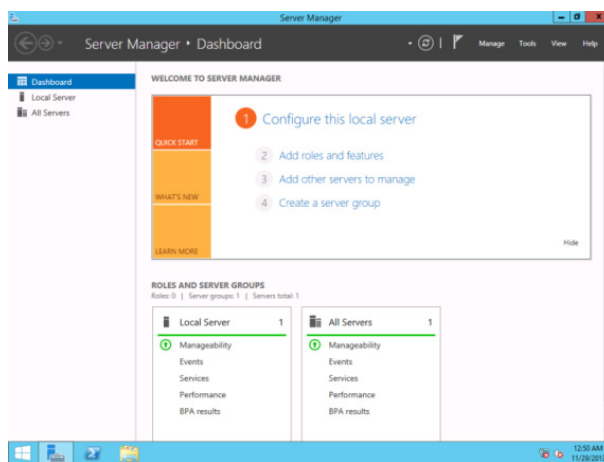 Server Manager
Server Manager • Dashboard
Manage Tools View Help
Dashboard
Local Server
All Servers
WELCOME TO SERVER MANAGER
QUICK START
WHAT'S NEW
LEARN MORE
1 Configure this local server
2 Add roles and features
3 Add other servers to manage
4 Create a server group
Hide
ROLES AND SERVER GROUPS
Roles: 0 | Server groups: 1 | Servers total: 1
Local Server 1
Manageability
Events
Services
Performance
BPA results
All Servers 1
Manageability
Events
Services
Performance
BPA results
12:50 AM